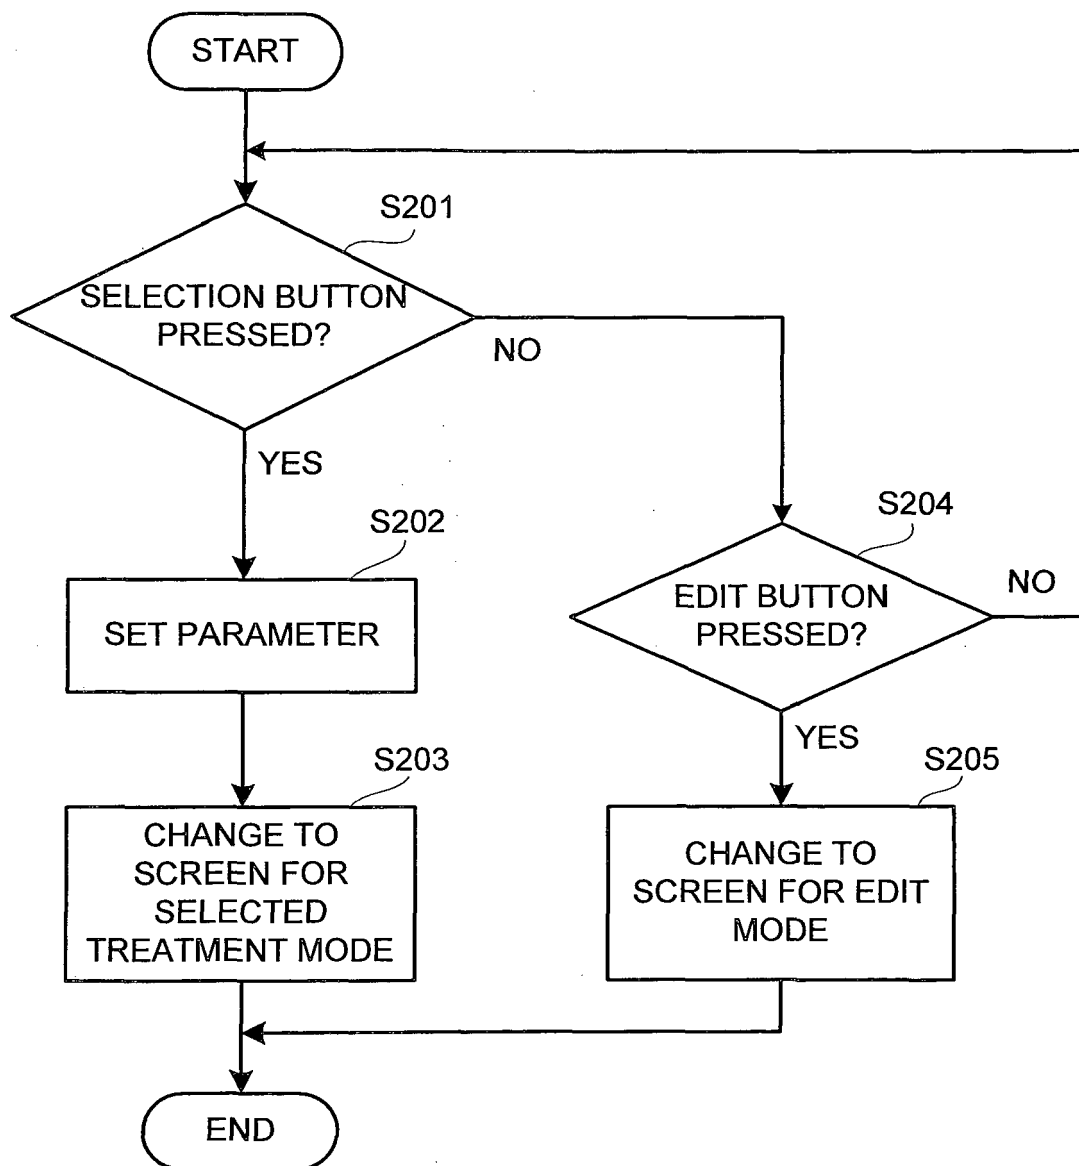 START
S201
SELECTION BUTTON
PRESSED?
NO
YES
S202
SET PARAMETER
S204
EDIT BUTTON
PRESSED?
NO
YES
S203
CHANGE TO
SCREEN FOR
SELECTED
TREATMENT MODE
S205
CHANGE TO
SCREEN FOR EDIT
MODE
END